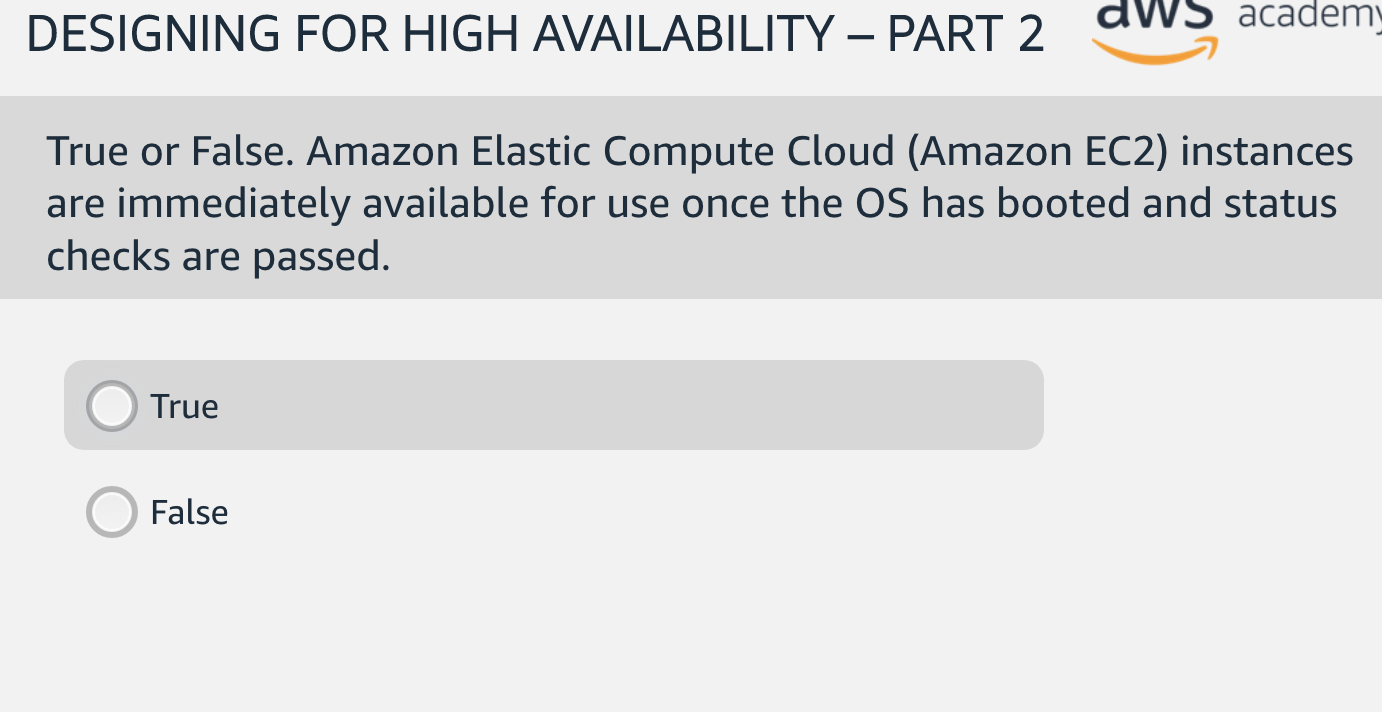 DESIGNING FOR HIGH AVAILABILITY – PART 2
aws academy
True or False. Amazon Elastic Compute Cloud (Amazon EC2) instances
are immediately available for use once the OS has booted and status
checks are passed.
True
False